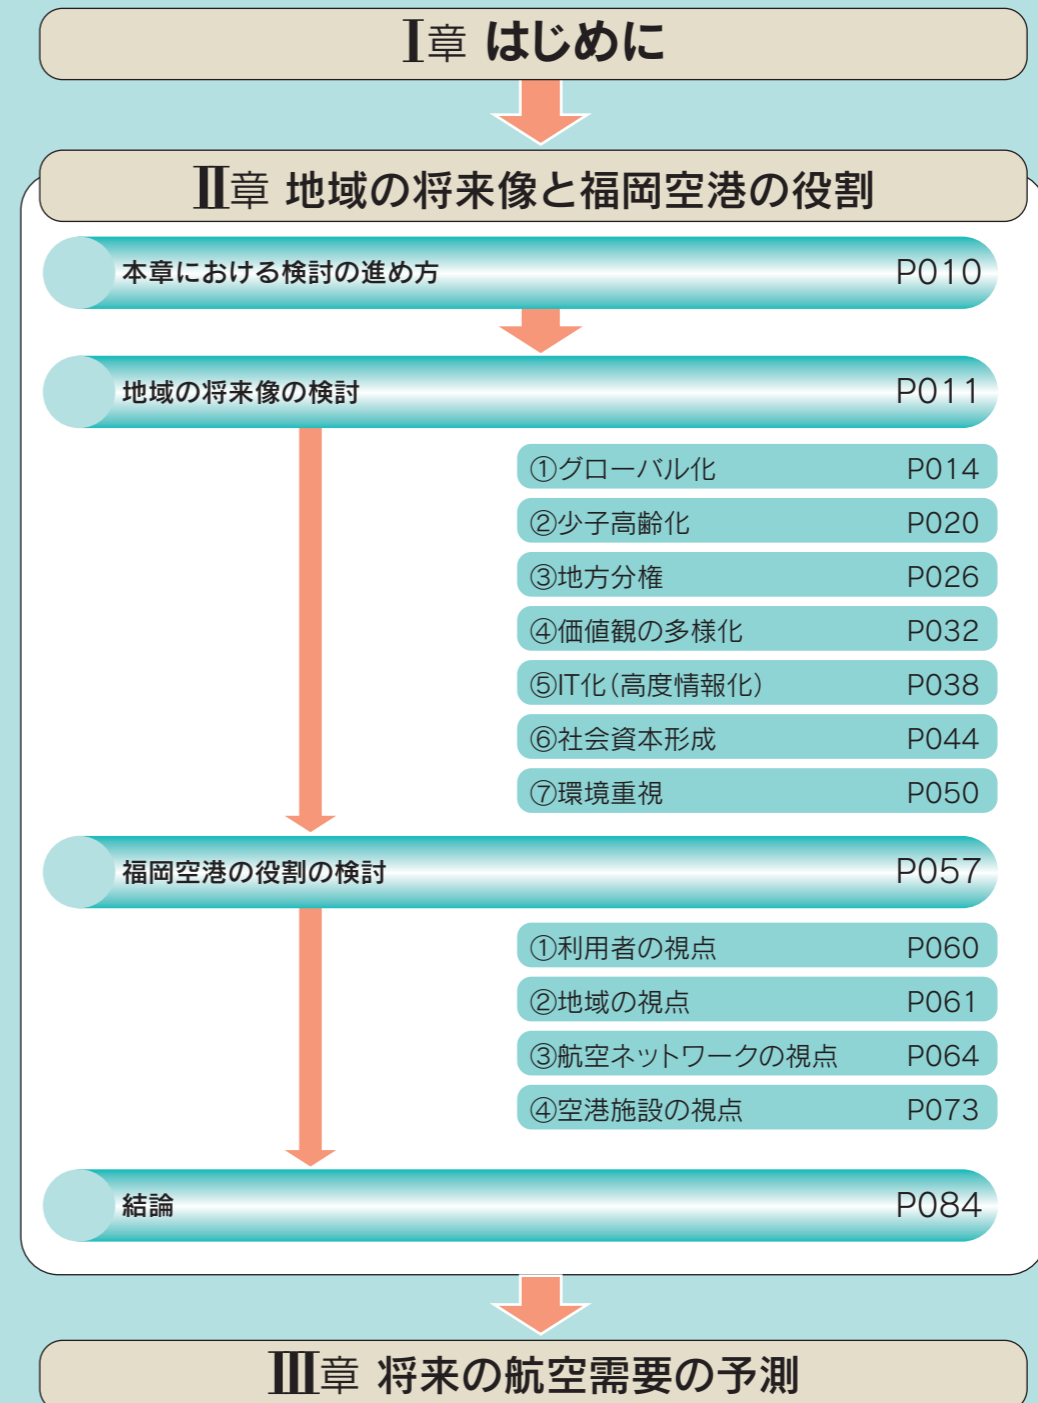 Ⅰ章 はじめに
Ⅱ章 地域の将来像と福岡空港の役割
本章における検討の進め方 P010
地域の将来像の検討 P011
①グローバル化 P014
②少子高齢化 P020
③地方分権 P026
④価値観の多様化 P032
⑤IT化(高度情報化) P038
⑥社会資本形成 P044
⑦環境重視 P050
福岡空港の役割の検討 P057
①利用者の視点 P060
②地域の視点 P061
③航空ネットワークの視点 P064
④空港施設の視点 P073
結論 P084
Ⅲ章 将来の航空需要の予測